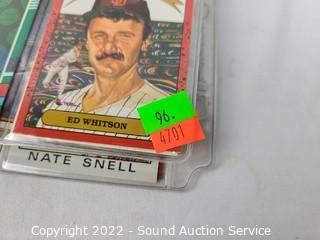 ED WHITSON
96.
4701
NATE SNELL
Copyright 2022 - Sound Auction Service